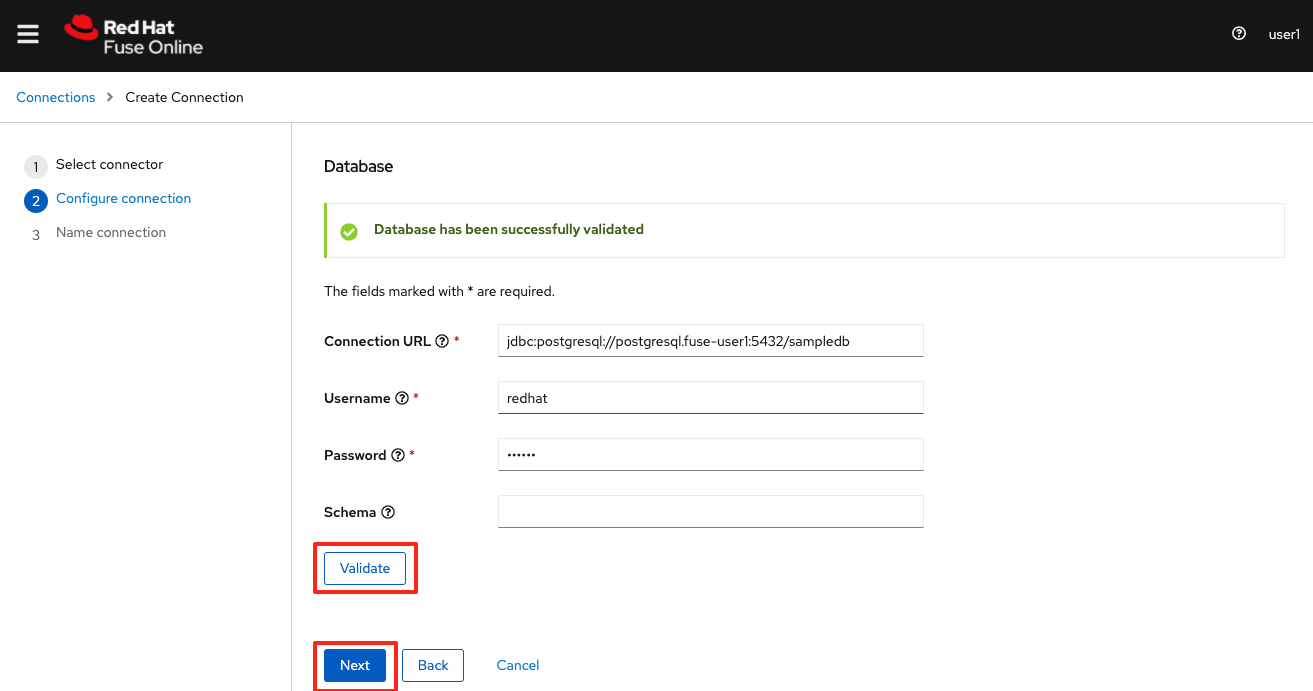 Red Hat
Fuse Online
user1
Connections > Create Connection
1 Select connector
2 Configure connection
3 Name connection
Database
Database has been successfully validated
The fields marked with * are required.
Connection URL * jdbc:postgresql://postgresql.fuse-user1:5432/sampledb
Username * redhat
Password * ••••••
Schema
Validate
Next Back Cancel